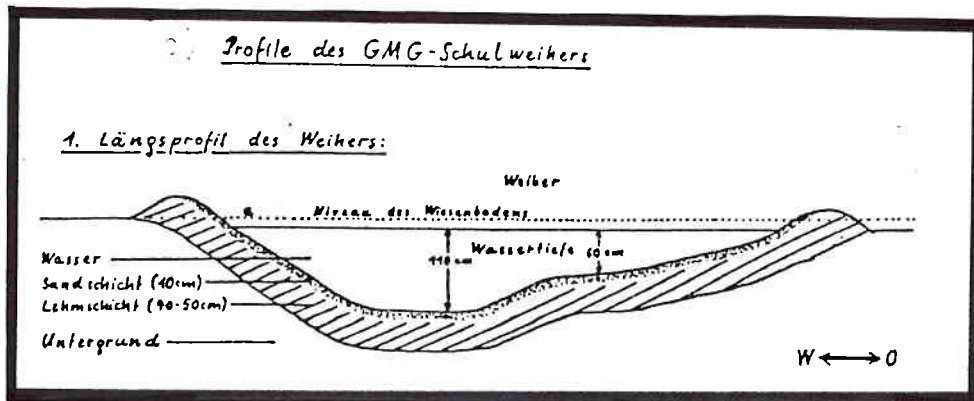 Profile des GMG-Schulweihers
1. Längsprofil des Weihers:
Weiher
Niveau des Wiesenbodens
Wassertiefe
110 cm
60 cm
Wasser
Sandschicht (10cm)
Lehmschicht (40-50cm)
Untergrund
W O